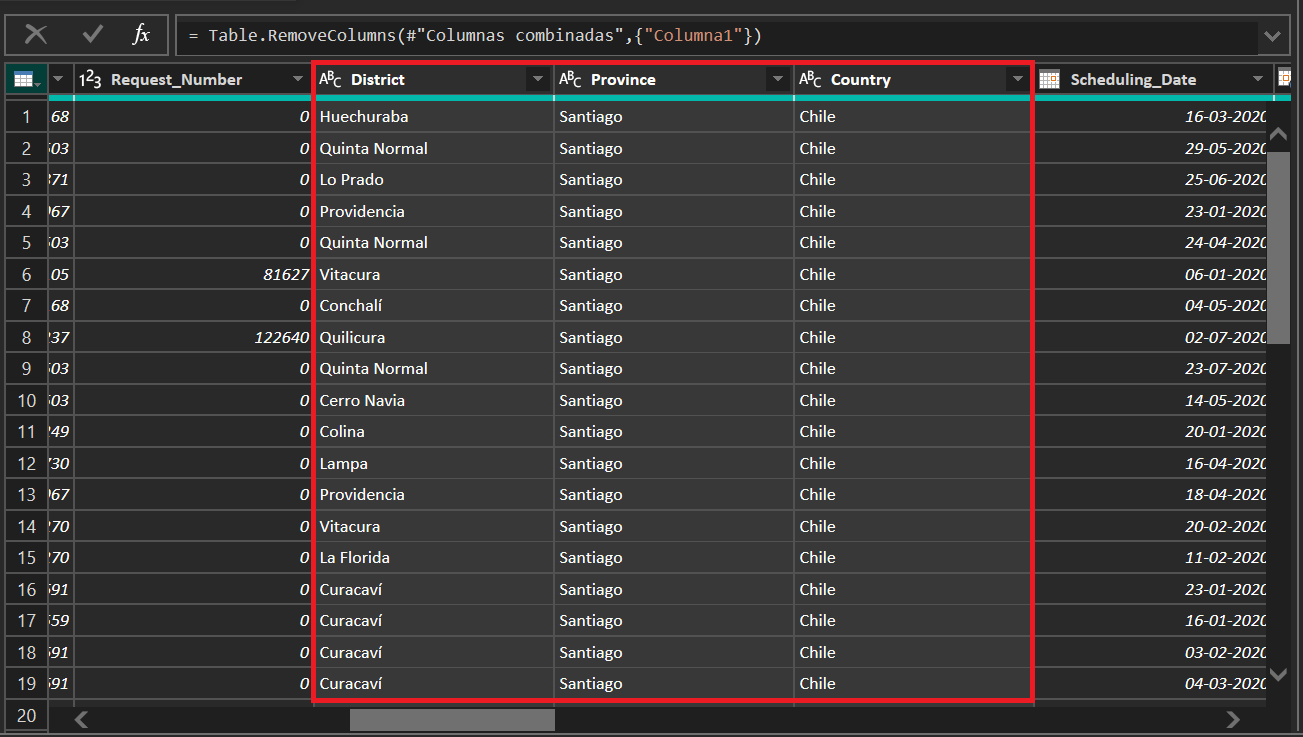 fx = Table.RemoveColumns(#"Columnas combinadas",{"Columna1"})
123 Request_Number ABC District ABC Province ABC Country Scheduling_Date
1 68 0 Huechuraba Santiago Chile 16-03-2020
2 503 0 Quinta Normal Santiago Chile 29-05-2020
3 371 0 Lo Prado Santiago Chile 25-06-2020
4 067 0 Providencia Santiago Chile 23-01-2020
5 503 0 Quinta Normal Santiago Chile 24-04-2020
6 05 81627 Vitacura Santiago Chile 06-01-2020
7 68 0 Conchalí Santiago Chile 04-05-2020
8 37 122640 Quilicura Santiago Chile 02-07-2020
9 503 0 Quinta Normal Santiago Chile 23-07-2020
10 503 0 Cerro Navia Santiago Chile 14-05-2020
11 49 0 Colina Santiago Chile 20-01-2020
12 730 0 Lampa Santiago Chile 16-04-2020
13 067 0 Providencia Santiago Chile 18-04-2020
14 270 0 Vitacura Santiago Chile 20-02-2020
15 270 0 La Florida Santiago Chile 11-02-2020
16 591 0 Curacaví Santiago Chile 23-01-2020
17 559 0 Curacaví Santiago Chile 16-01-2020
18 591 0 Curacaví Santiago Chile 03-02-2020
19 591 0 Curacaví Santiago Chile 04-03-2020
20